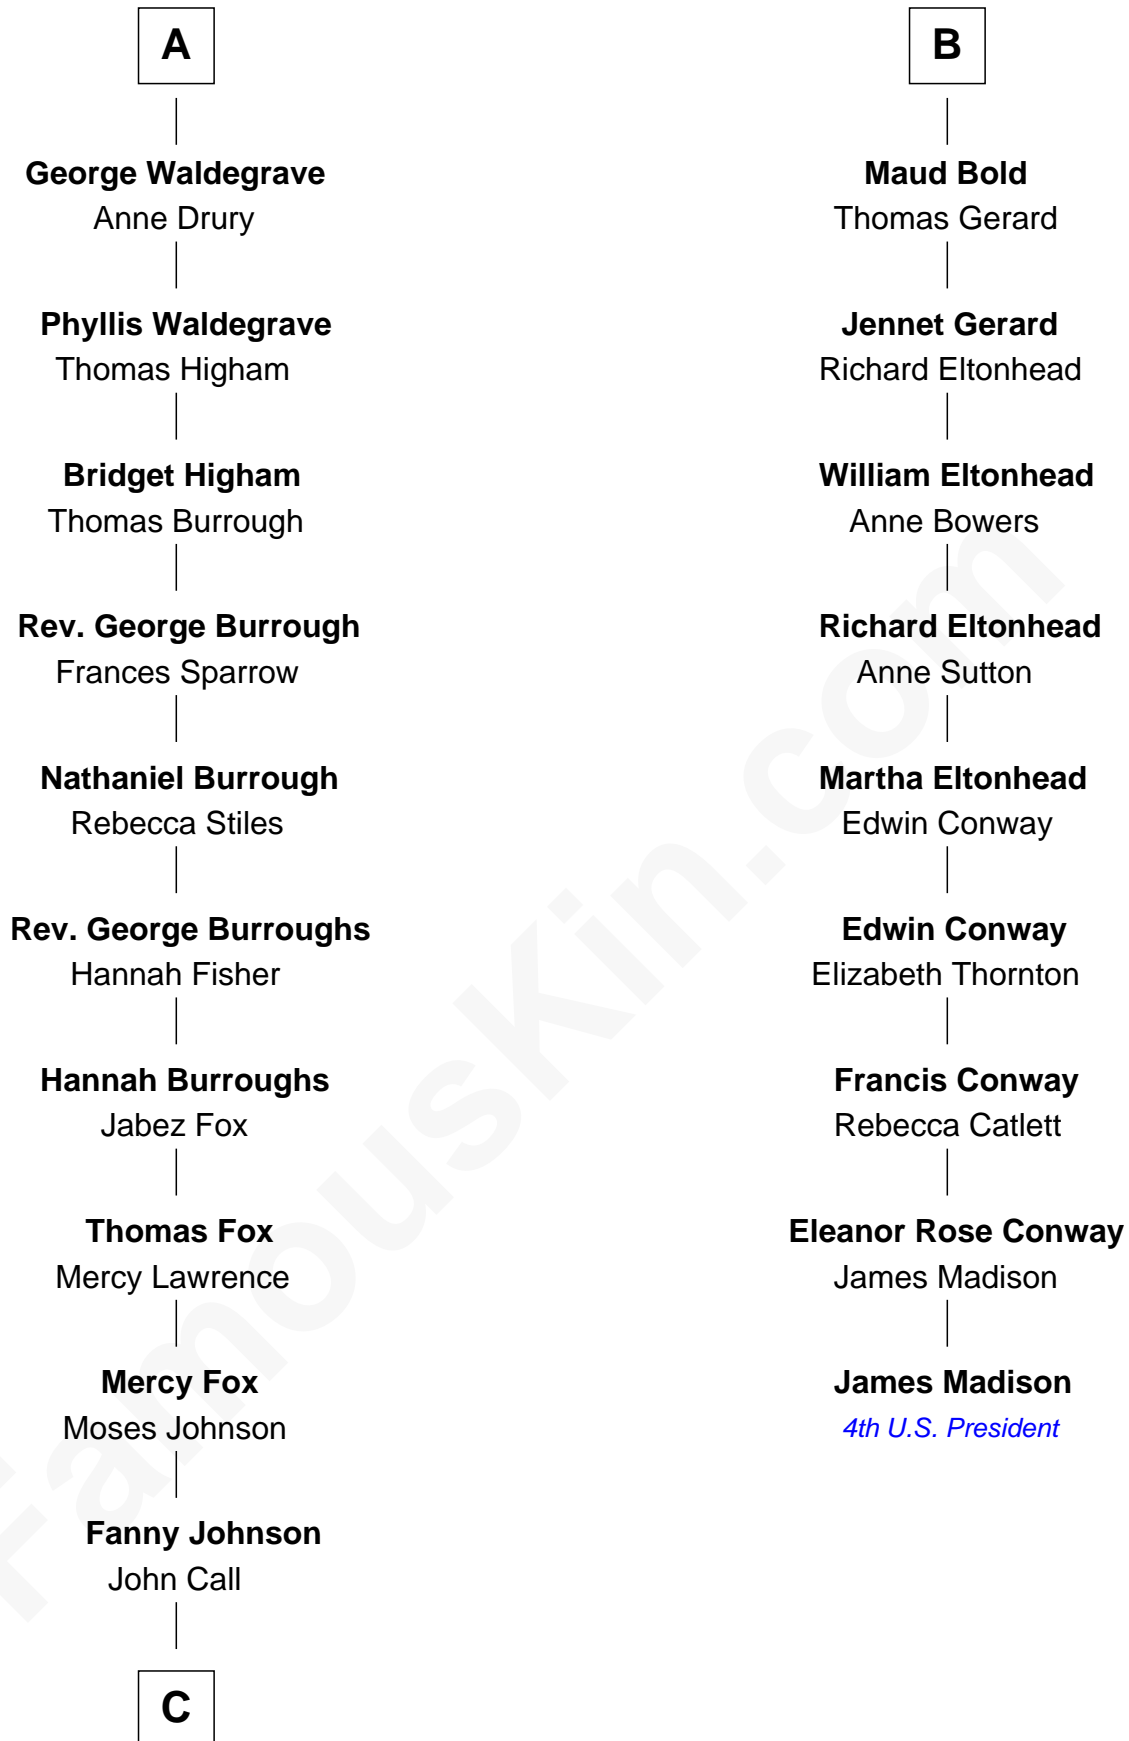 A
George Waldegrave
Anne Drury
Phyllis Waldegrave
Thomas Higham
Bridget Higham
Thomas Burrough
Rev. George Burrough
Frances Sparrow
Nathaniel Burrough
Rebecca Stiles
Rev. George Burroughs
Hannah Fisher
Hannah Burroughs
Jabez Fox
Thomas Fox
Mercy Lawrence
Mercy Fox
Moses Johnson
Fanny Johnson
John Call
C
B
Maud Bold
Thomas Gerard
Jennet Gerard
Richard Eltonhead
William Eltonhead
Anne Bowers
Richard Eltonhead
Anne Sutton
Martha Eltonhead
Edwin Conway
Edwin Conway
Elizabeth Thornton
Francis Conway
Rebecca Catlett
Eleanor Rose Conway
James Madison
James Madison
4th U.S. President
FamousKin.com